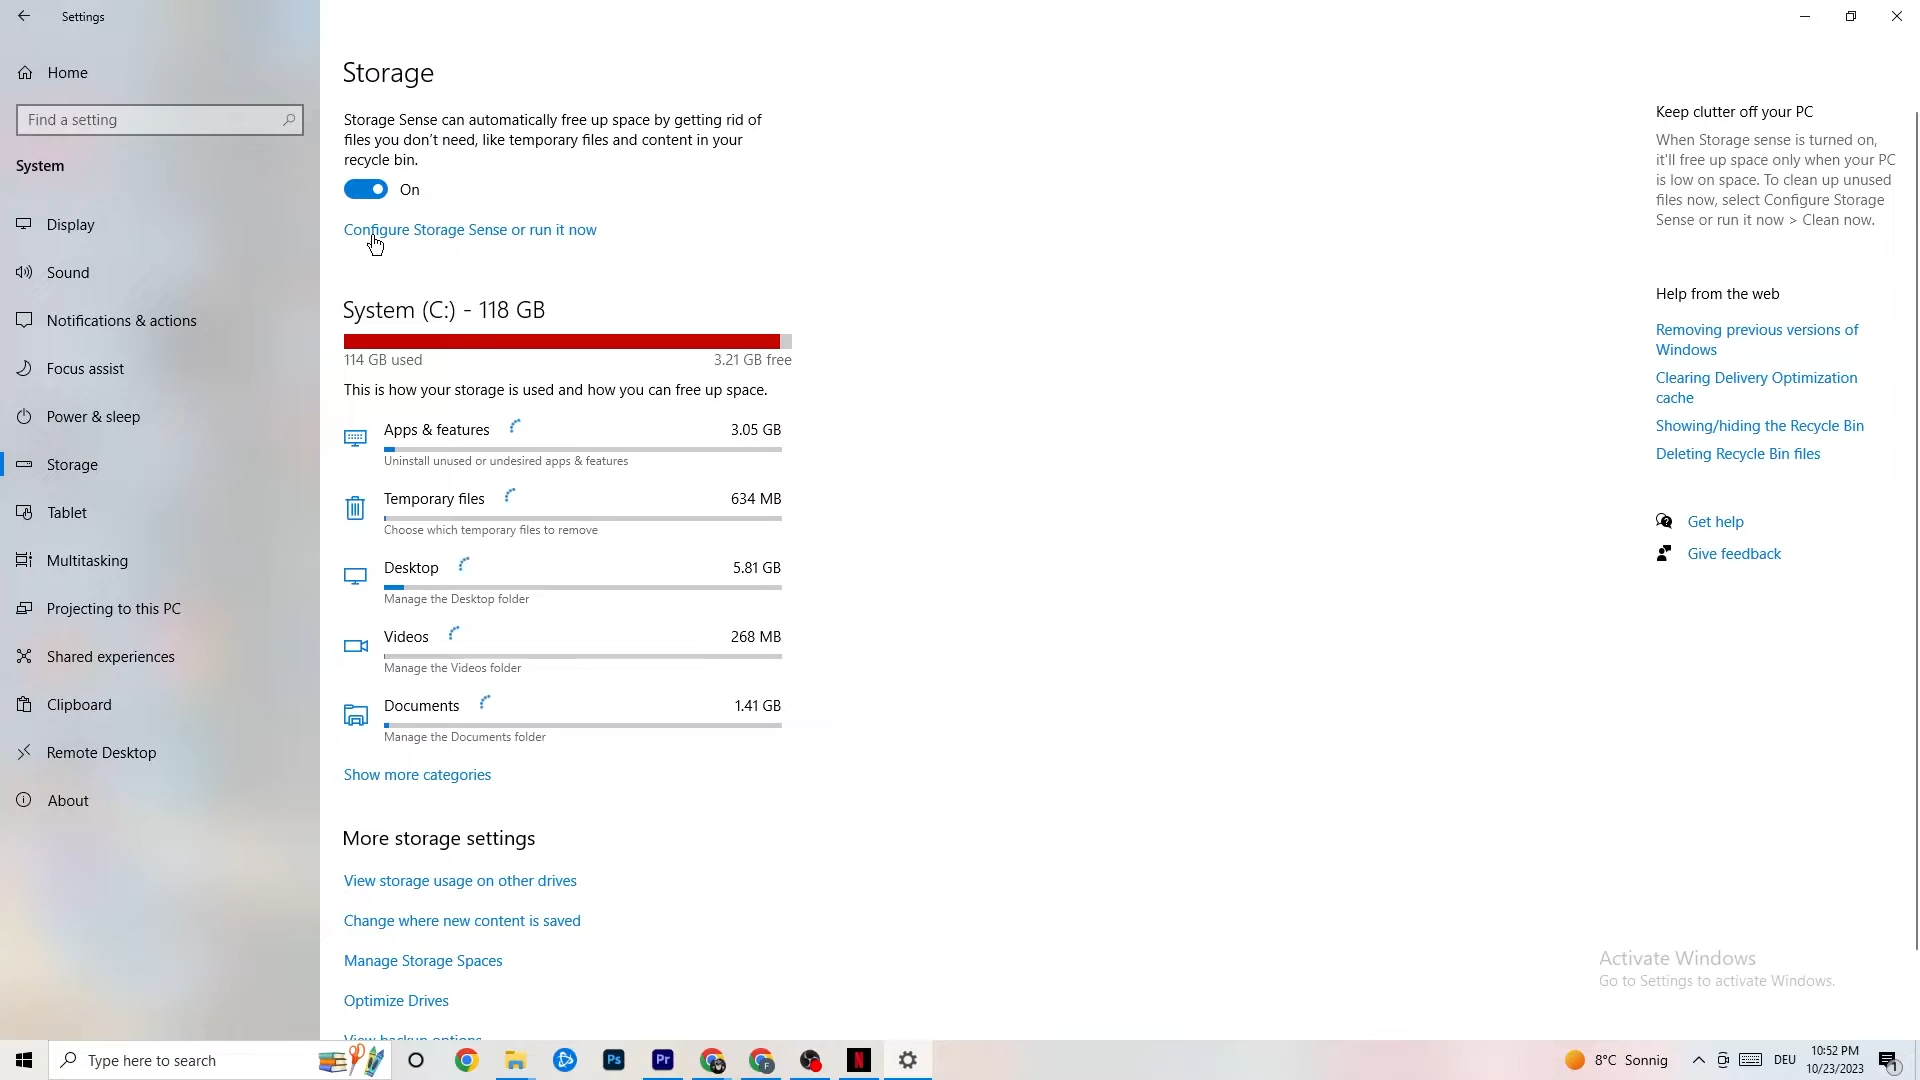 Settings
Home
Find a setting
System
Display
Sound
Notifications & actions
Focus assist
Power & sleep
Storage
Tablet
Multitasking
Projecting to this PC
Shared experiences
Clipboard
Remote Desktop
About
Storage
Storage Sense can automatically free up space by getting rid of
files you don't need, like temporary files and content in your
recycle bin.
On
Configure Storage Sense or run it now
System (C:) - 118 GB
114 GB used
3.21 GB free
This is how your storage is used and how you can free up space.
Apps & features
3.05 GB
Uninstall unused or undesired apps & features
Temporary files
634 MB
Choose which temporary files to remove
Desktop
5.81 GB
Manage the Desktop folder
Videos
268 MB
Manage the Videos folder
Documents
1.41 GB
Manage the Documents folder
Show more categories
More storage settings
View storage usage on other drives
Change where new content is saved
Manage Storage Spaces
Optimize Drives
View backup options
Keep clutter off your PC
When Storage sense is turned on,
it'll free up space only when your PC
is low on space. To clean up unused
files now, select Configure Storage
Sense or run it now > Clean now.
Help from the web
Removing previous versions of
Windows
Clearing Delivery Optimization
cache
Showing/hiding the Recycle Bin
Deleting Recycle Bin files
Get help
Give feedback
Activate Windows
Go to Settings to activate Windows.
Type here to search
Ps
Pr
F
N
8°C Sonnig
DEU
10:52 PM
10/23/2023
1